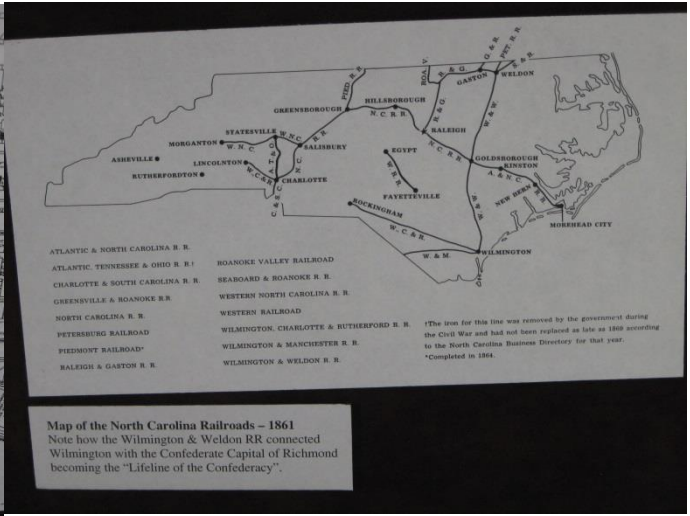 PIED. R. R.
ROA. V.
R. & G.
G. & R.
PET. R. R.
S. & R.
GASTON
WELDON
GREENSBOROUGH
HILLSBOROUGH
N. C. R. R.
R. & G.
W. & W.
RALEIGH
STATESVILLE
W. N.C.
R. R.
MORGANTON
W. N. C.
SALISBURY
ASHEVILLE
LINCOLNTON
A. T. & O.
N. C.
EGYPT
N. C. R. R.
GOLDSBOROUGH
KINSTON
RUTHERFORDTON
W.C.& R.
CHARLOTTE
W. N.R.
A. & N.C.
C. & S. C.
FAYETTEVILLE
NEW BERN
R. R.
ROCKINGHAM
W. & W.
MOREHEAD CITY
W., C. & R.
W. & M.
WILMINGTON
ATLANTIC & NORTH CAROLINA R. R.
ATLANTIC, TENNESSEE & OHIO R. R.†
CHARLOTTE & SOUTH CAROLINA R. R.
GREENSVILLE & ROANOKE R.R.
NORTH CAROLINA R. R.
PETERSBURG RAILROAD
PIEDMONT RAILROAD*
RALEIGH & GASTON R. R.
ROANOKE VALLEY RAILROAD
SEABOARD & ROANOKE R. R.
WESTERN NORTH CAROLINA R. R.
WESTERN RAILROAD
WILMINGTON, CHARLOTTE & RUTHERFORD R. R.
WILMINGTON & MANCHESTER R. R.
WILMINGTON & WELDON R. R.
†The iron for this line was removed by the government during
the Civil War and had not been replaced as late as 1869 according
to the North Carolina Business Directory for that year.
*Completed in 1864.
Map of the North Carolina Railroads – 1861
Note how the Wilmington & Weldon RR connected
Wilmington with the Confederate Capital of Richmond
becoming the “Lifeline of the Confederacy”.